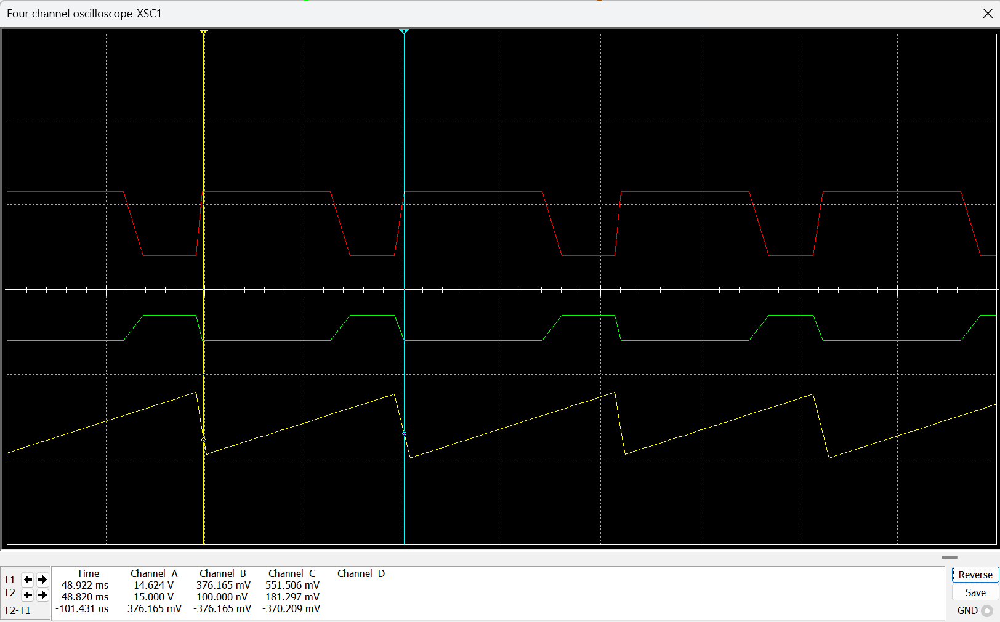 Four channel oscilloscope-XSC1
Time Channel_A Channel_B Channel_C Channel_D
T1 48.922 ms 14.624 V 376.165 mV 551.506 mV
T2 48.820 ms 15.000 V 100.000 nV 181.297 mV
T2-T1 -101.431 us 376.165 mV -376.165 mV -370.209 mV
Reverse
Save
GND